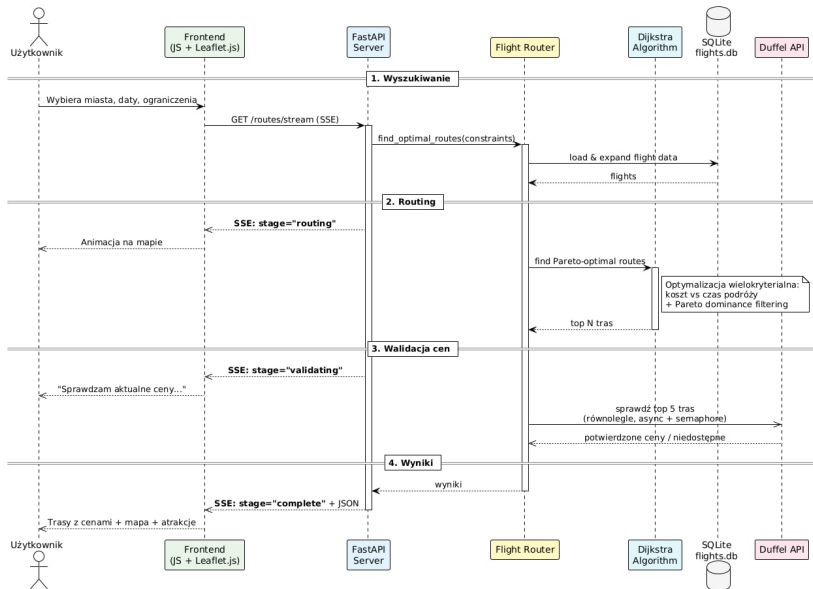 Użytkownik
Frontend
(JS + Leaflet.js)
FastAPI
Server
Flight Router
Dijkstra
Algorithm
SQLite
flights.db
Duffel API
1. Wyszukiwanie
Wybiera miasta, daty, ograniczenia
GET /routes/stream (SSE)
find_optimal_routes(constraints)
load & expand flight data
flights
2. Routing
SSE: stage="routing"
Animacja na mapie
find Pareto-optimal routes
Optymalizacja wielokryterialna:
koszt vs czas podróży
+ Pareto dominance filtering
top N tras
3. Walidacja cen
SSE: stage="validating"
"Sprawdzam aktualne ceny..."
sprawdź top 5 tras
(równolegle, async + semaphore)
potwierdzone ceny / niedostępne
4. Wyniki
wyniki
SSE: stage="complete" + JSON
Trasy z cenami + mapa + atrakcje
Użytkownik
Frontend
(JS + Leaflet.js)
FastAPI
Server
Flight Router
Dijkstra
Algorithm
SQLite
flights.db
Duffel API